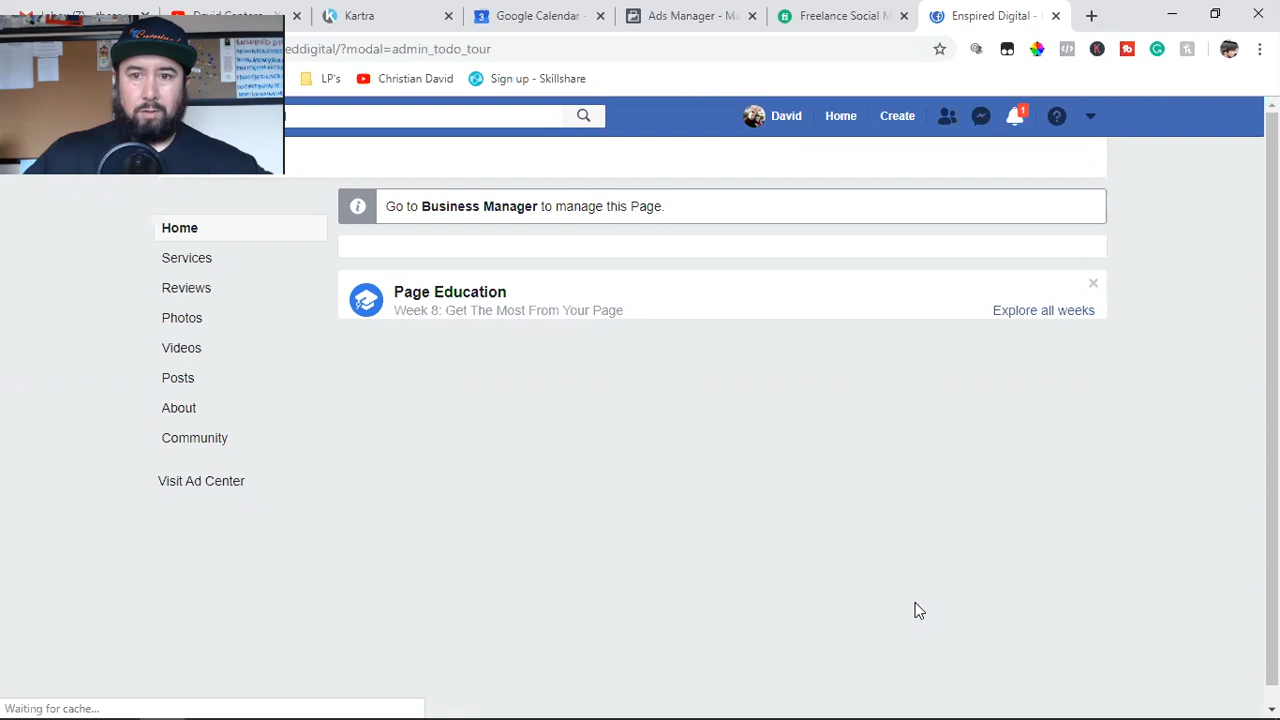 Kartra
Google Calendar
Ads Manager
Social
Enspired Digital -
eddigital/?modal=admin_todo_tour
LP's
Christian David
Sign up - Skillshare
David
Home
Create
1
Go to Business Manager to manage this Page.
Home
Services
Reviews
Photos
Videos
Posts
About
Community
Visit Ad Center
Page Education
Week 8: Get The Most From Your Page
Explore all weeks
Waiting for cache...